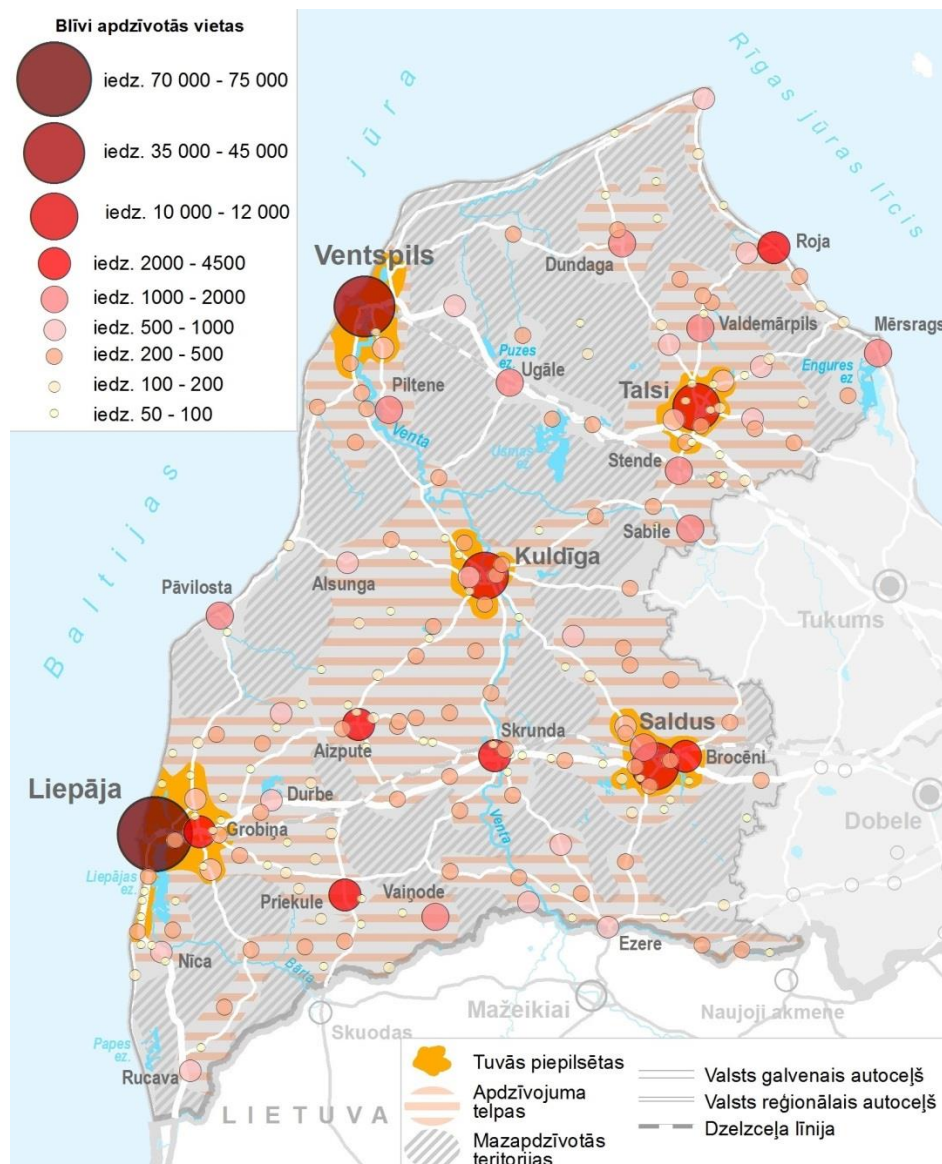 Blīvi apdzīvotās vietas
iedz. 70 000 - 75 000
iedz. 35 000 - 45 000
iedz. 10 000 - 12 000
iedz. 2000 - 4500
iedz. 1000 - 2000
iedz. 500 - 1000
iedz. 200 - 500
iedz. 100 - 200
iedz. 50 - 100
Baltijas jūra
Rīgas jūras līcis
Roja
Dundaga
Ventspils
Valdemārpils
Mērsrags
Puzes
ez.
Ugāle
Engures
ez
Piltene
Talsi
Venta
Usmas
ez.
Stende
Sabile
Kuldīga
Alsunga
Pāvilosta
Tukums
Saldus
Skrunda
Aizpute
Brocēni
Liepāja
Durbe
Dobele
Grobiņa
Venta
Liepājas
ez.
Priekule
Vaiņode
Ezere
Nīca
Bārta
Mažeikiai
Naujoji akmene
Skuodas
Papes
ez.
Rucava
LIETUVA
Tuvās piepilsētas
Apdzīvojuma
telpas
Mazapdzīvotās
teritorijas
Valsts galvenais autoceļš
Valsts reģionālais autoceļš
Dzelzceļa līnija